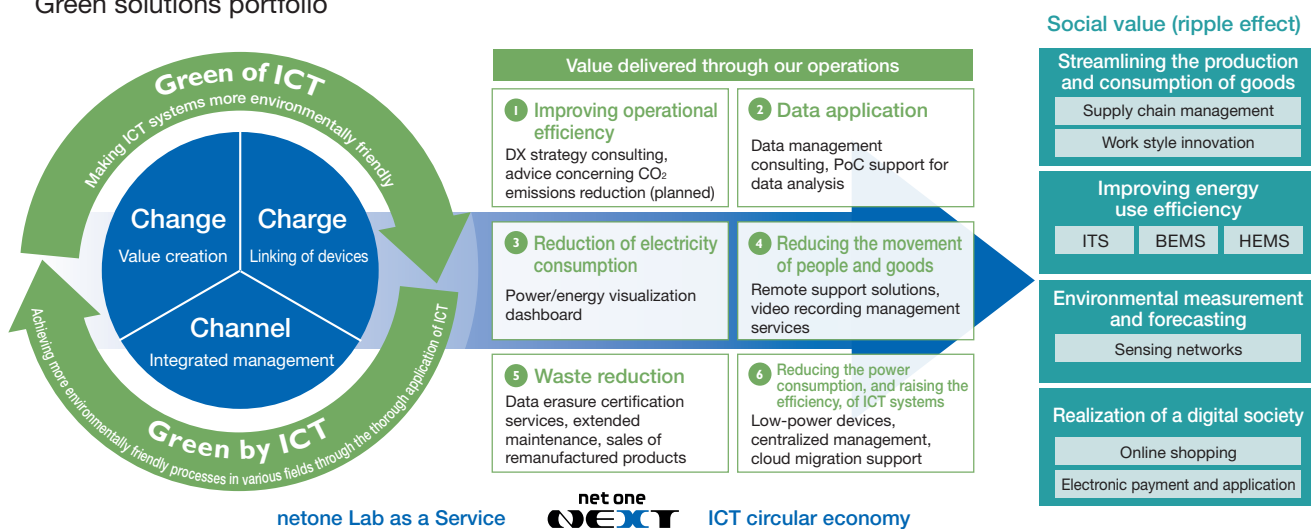 Green solutions portfolio
Green of ICT
Making ICT systems more environmentally friendly
Change
Value creation
Charge
Linking of devices
Channel
Integrated management
Green by ICT
Achieving more environmentally friendly processes in various fields through the thorough application of ICT
Value delivered through our operations
1 Improving operational
efficiency
DX strategy consulting,
advice concerning CO₂
emissions reduction (planned)
2 Data application
Data management
consulting, PoC support for
data analysis
3 Reduction of electricity
consumption
Power/energy visualization
dashboard
4 Reducing the movement
of people and goods
Remote support solutions,
video recording management
services
5 Waste reduction
Data erasure certification
services, extended
maintenance, sales of
remanufactured products
6 Reducing the power
consumption, and raising the
efficiency, of ICT systems
Low-power devices,
centralized management,
cloud migration support
Social value (ripple effect)
Streamlining the production
and consumption of goods
Supply chain management
Work style innovation
Improving energy
use efficiency
ITS
BEMS
HEMS
Environmental measurement
and forecasting
Sensing networks
Realization of a digital society
Online shopping
Electronic payment and application
netone Lab as a Service
net one
NEXT
ICT circular economy